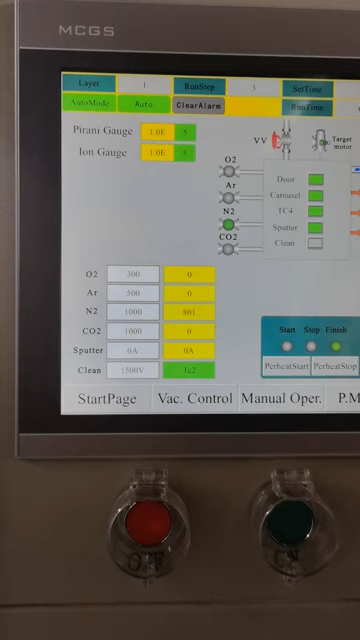 MCGS
Layer 1 RunStep 3 SetTime
AutoMode Auto ClearAlarm RunTime
Pirani Gauge 1.0E 5
Ion Gauge 1.0E 5
VV
Target motor
O2
Ar
N2
CO2
Door
Carousel
TC4
Sputter
Clean
O2 300 0
Ar 500 0
N2 1000 801
CO2 1000 0
Sputter 0A 0A
Clean 1500V Tc2
Start Stop Finish
PerheatStart PerheatStop
StartPage Vac. Control Manual Oper. P.M